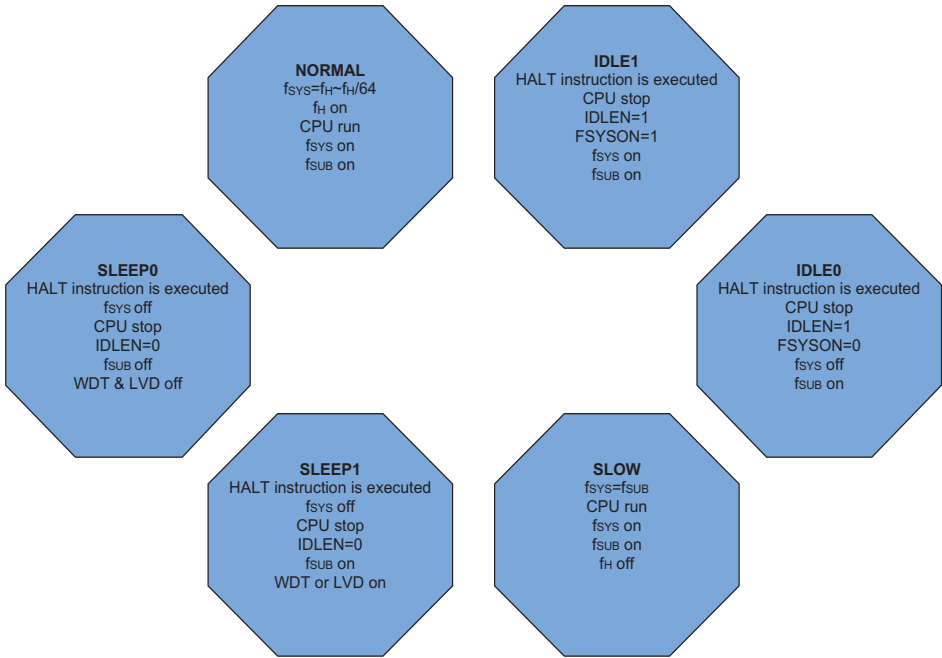 NORMAL
fSYS=fH~fH/64
fH on
CPU run
fSYS on
fSUB on
IDLE1
HALT instruction is executed
CPU stop
IDLEN=1
FSYSON=1
fSYS on
fSUB on
SLEEP0
HALT instruction is executed
fSYS off
CPU stop
IDLEN=0
fSUB off
WDT & LVD off
IDLE0
HALT instruction is executed
CPU stop
IDLEN=1
FSYSON=0
fSYS off
fSUB on
SLEEP1
HALT instruction is executed
fSYS off
CPU stop
IDLEN=0
fSUB on
WDT or LVD on
SLOW
fSYS=fSUB
CPU run
fSYS on
fSUB on
fH off